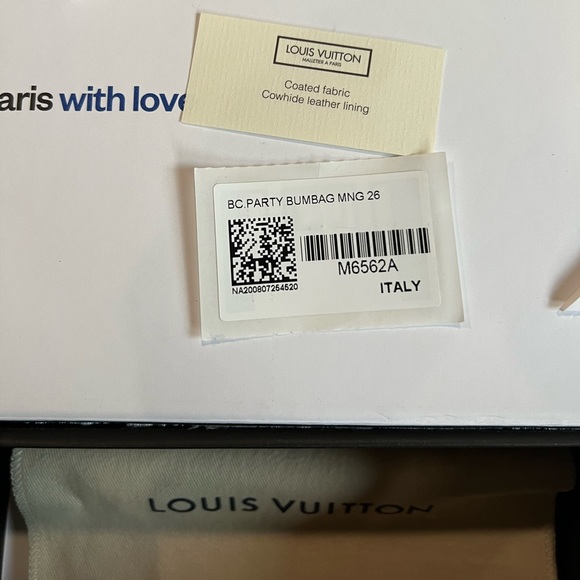 LOUIS VUITTON
MALLETIER A PARIS
Coated fabric
Cowhide leather lining
aris with love
BC.PARTY BUMBAG MNG 26
NA200807264520
M6562A
ITALY
LOUIS VUITTON